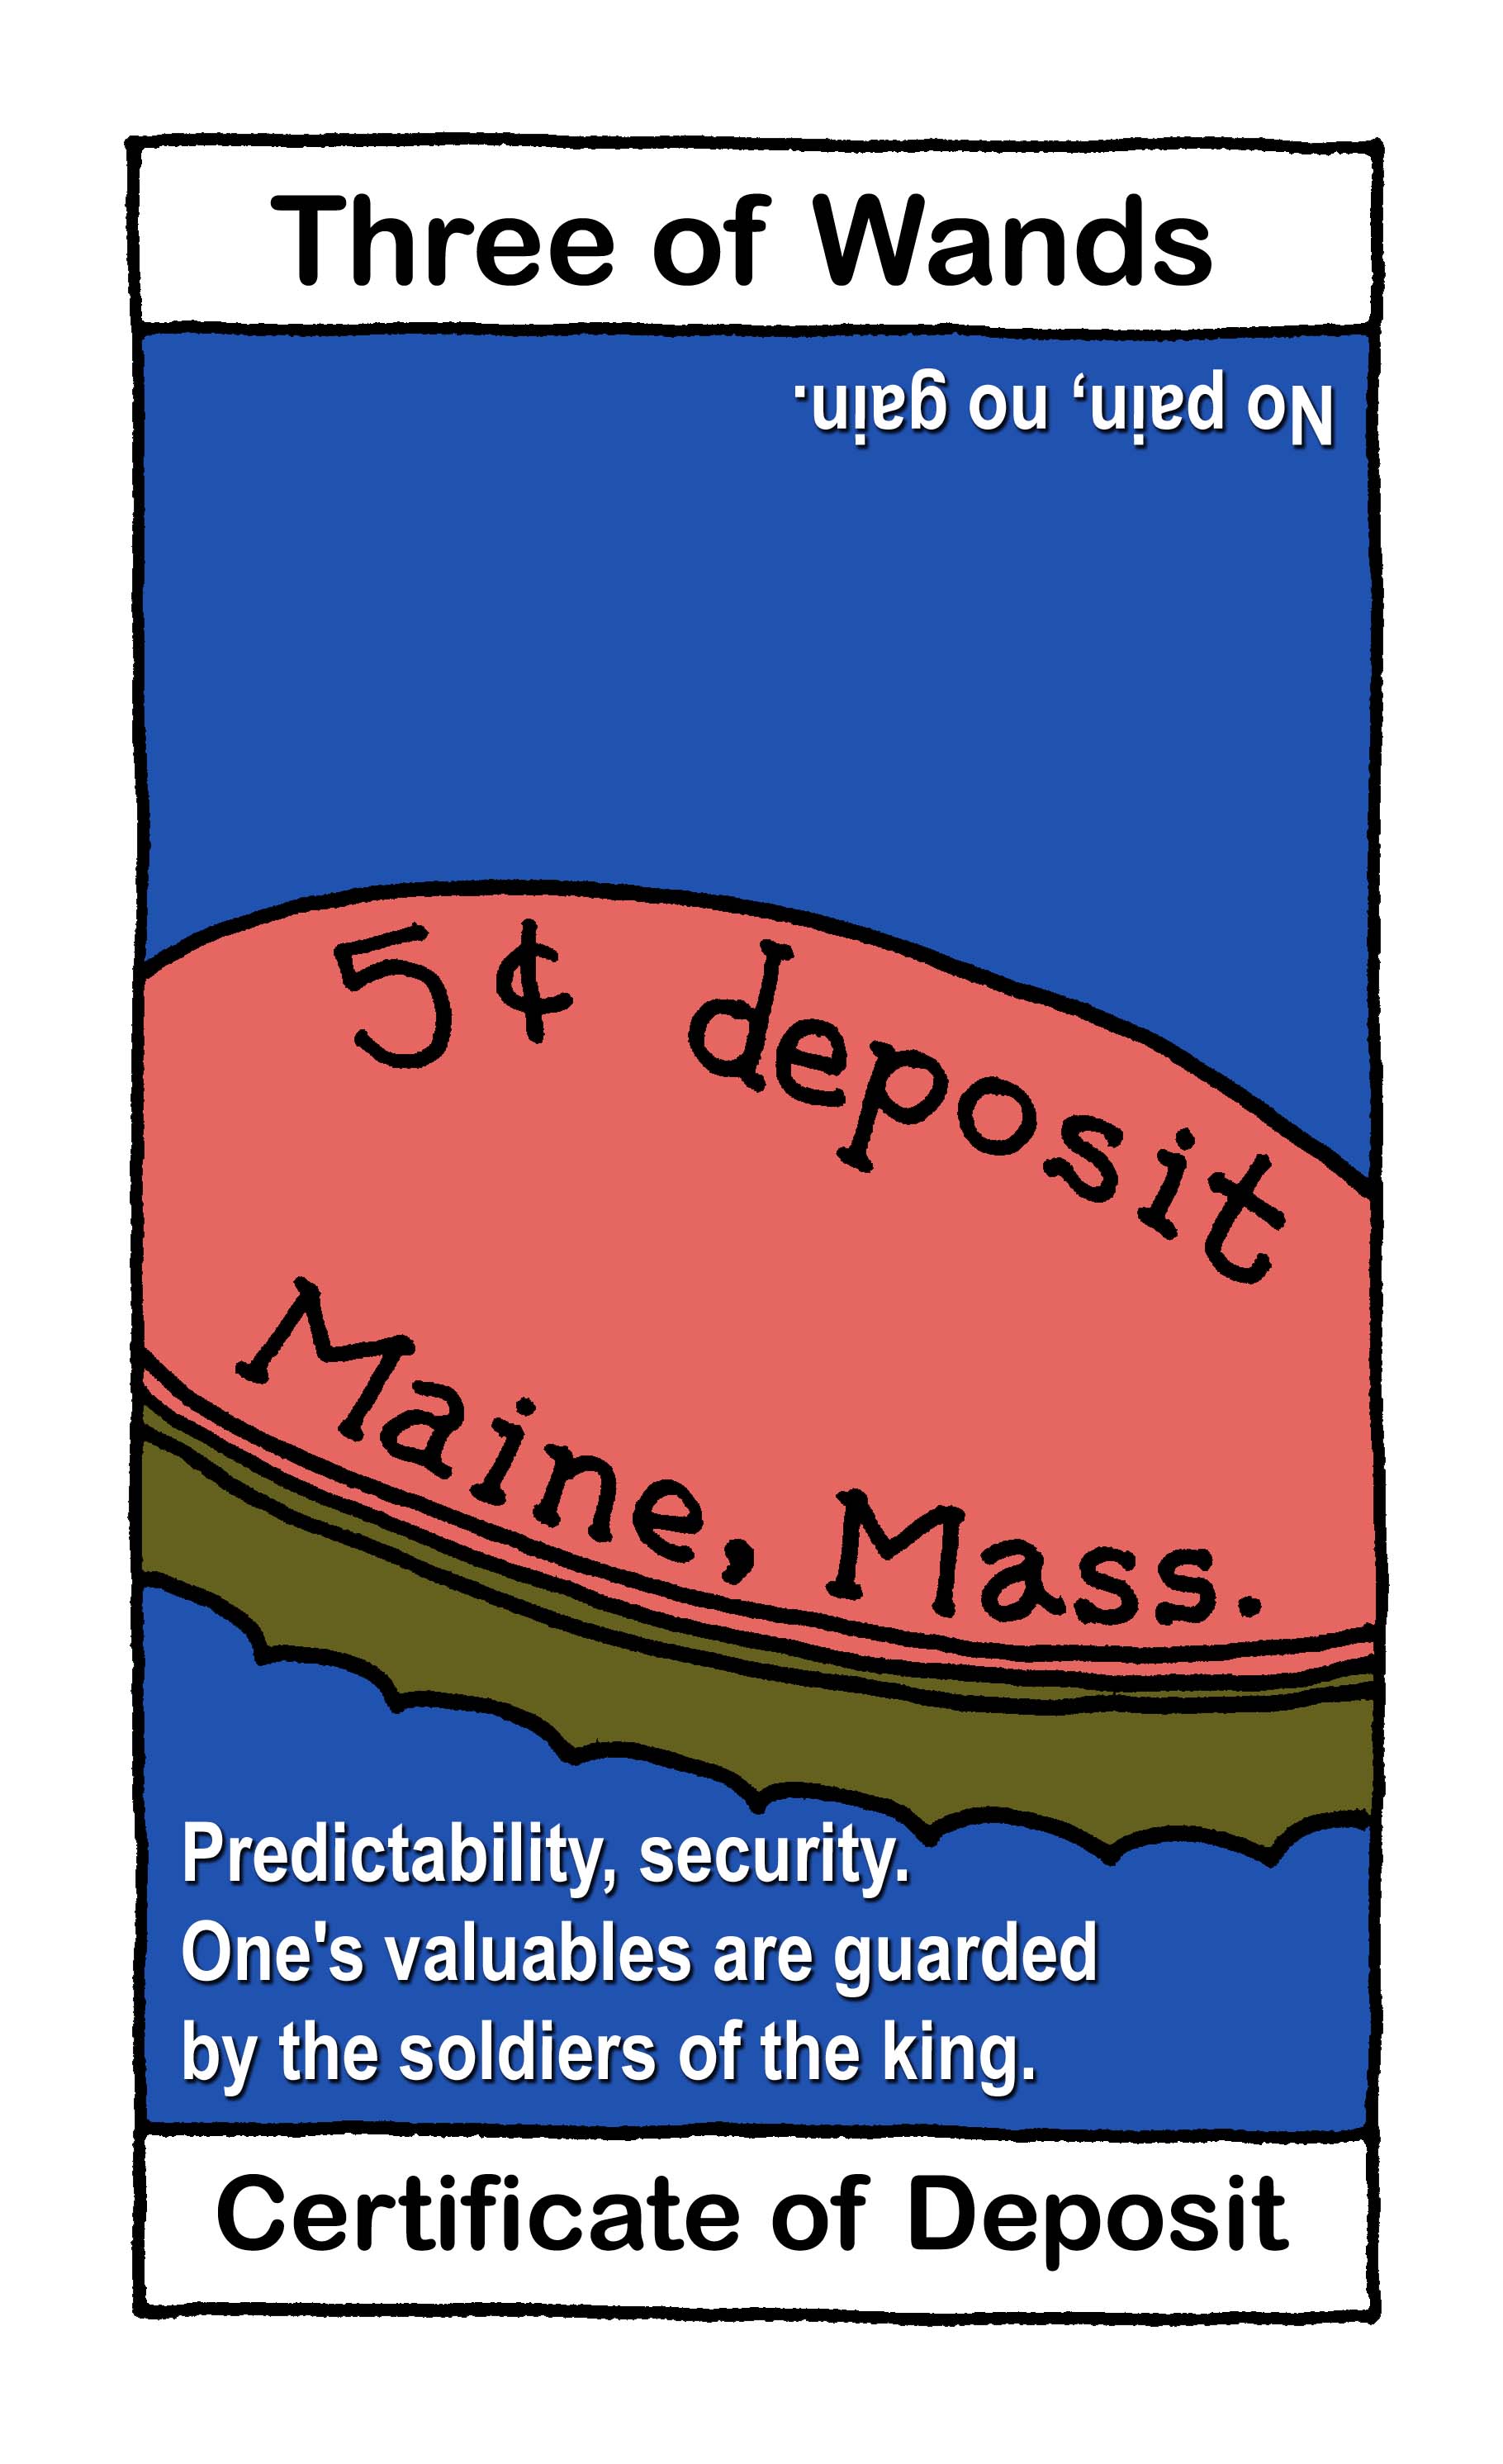 Three of Wands
No pain, no gain.
5¢ deposit
Maine, Mass.
Predictability, security.
One's valuables are guarded
by the soldiers of the king.
Certificate of Deposit